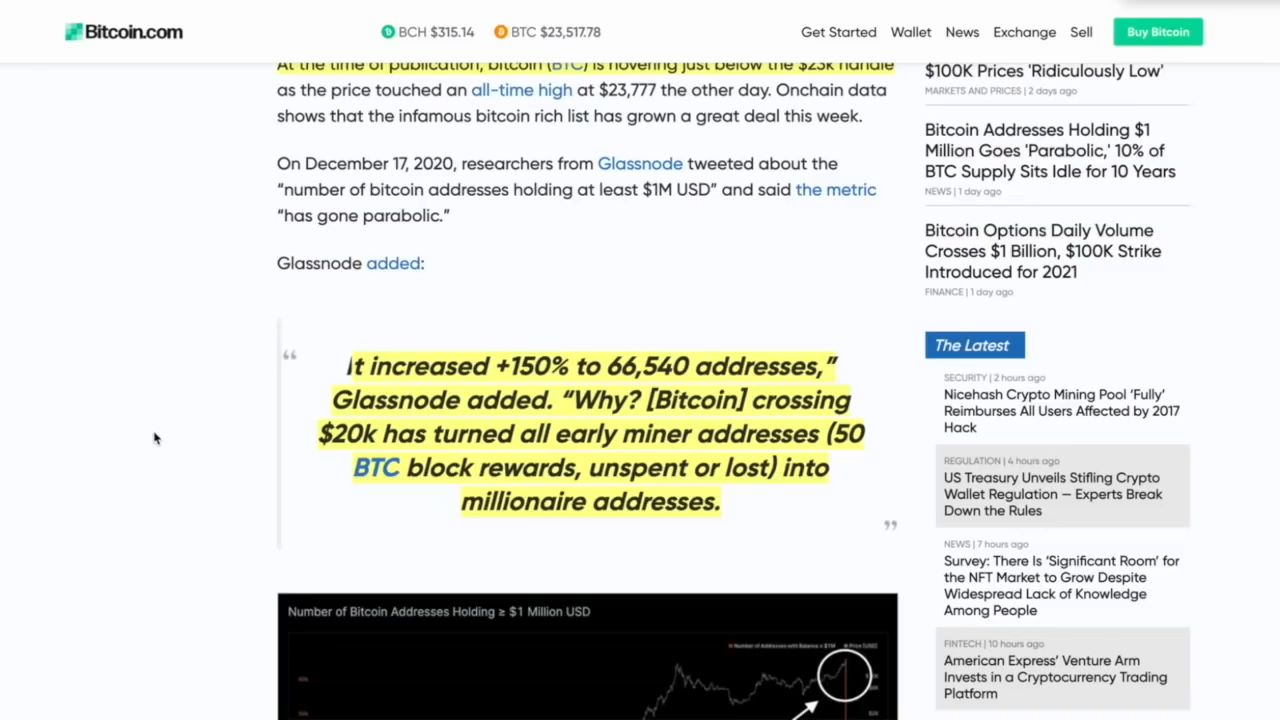 Bitcoin.com
BCH $315.14
BTC $23,517.78
Get Started
Wallet
News
Exchange
Sell
Buy Bitcoin
At the time of publication, bitcoin (BTC) is hovering just below the $23k handle
as the price touched an all-time high at $23,777 the other day. Onchain data
shows that the infamous bitcoin rich list has grown a great deal this week.
On December 17, 2020, researchers from Glassnode tweeted about the
“number of bitcoin addresses holding at least $1M USD” and said the metric
“has gone parabolic.”
Glassnode added:
“
It increased +150% to 66,540 addresses,”
Glassnode added. “Why? [Bitcoin] crossing
$20k has turned all early miner addresses (50
BTC block rewards, unspent or lost) into
millionaire addresses.
”
Number of Bitcoin Addresses Holding ≥ $1 Million USD
Number of Addresses with Balance ≥ $1M
Price [USD]
$100K Prices 'Ridiculously Low'
MARKETS AND PRICES | 2 days ago
Bitcoin Addresses Holding $1
Million Goes 'Parabolic,' 10% of
BTC Supply Sits Idle for 10 Years
NEWS | 1 day ago
Bitcoin Options Daily Volume
Crosses $1 Billion, $100K Strike
Introduced for 2021
FINANCE | 1 day ago
The Latest
SECURITY | 2 hours ago
Nicehash Crypto Mining Pool ‘Fully’
Reimburses All Users Affected by 2017
Hack
REGULATION | 4 hours ago
US Treasury Unveils Stifling Crypto
Wallet Regulation — Experts Break
Down the Rules
NEWS | 7 hours ago
Survey: There Is ‘Significant Room’ for
the NFT Market to Grow Despite
Widespread Lack of Knowledge
Among People
FINTECH | 10 hours ago
American Express’ Venture Arm
Invests in a Cryptocurrency Trading
Platform